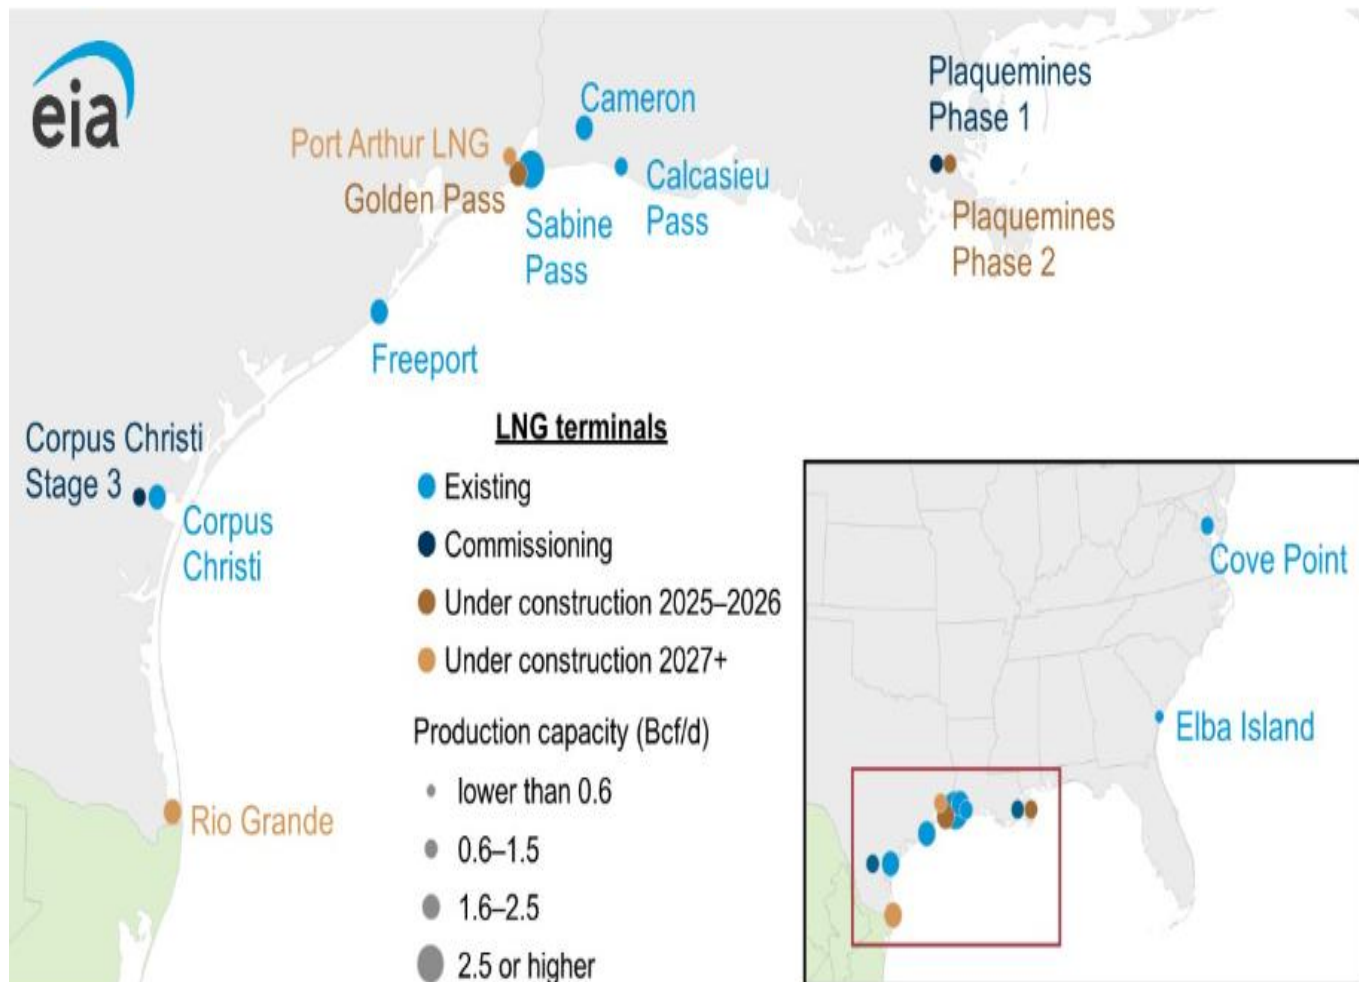 eia
Cameron
Port Arthur LNG
Golden Pass
Sabine
Pass
Calcasieu
Pass
Plaquemines
Phase 1
Plaquemines
Phase 2
Freeport
Corpus Christi
Stage 3
Corpus
Christi
Rio Grande
LNG terminals
Existing
Commissioning
Under construction 2025–2026
Under construction 2027+
Production capacity (Bcf/d)
lower than 0.6
0.6–1.5
1.6–2.5
2.5 or higher
Cove Point
Elba Island